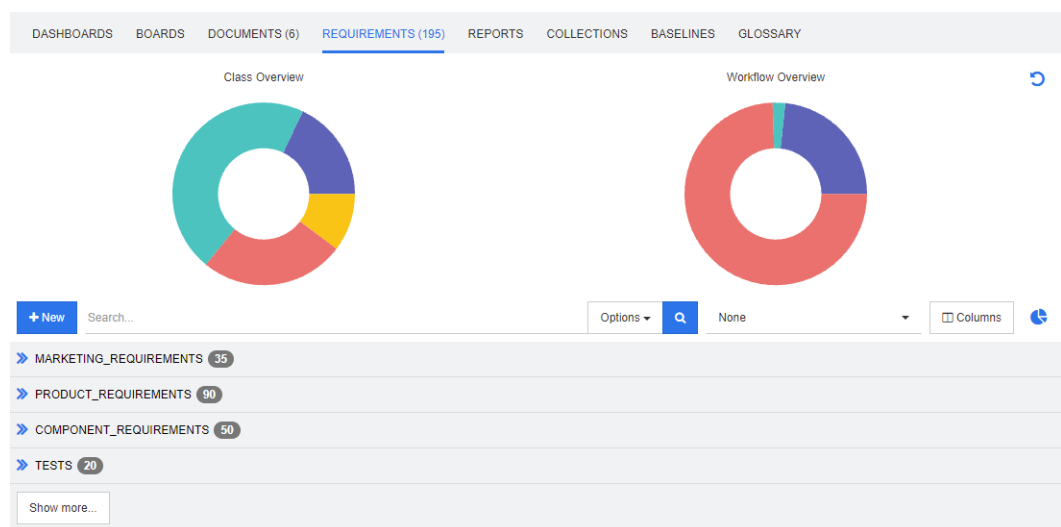 DASHBOARDS BOARDS DOCUMENTS (6) REQUIREMENTS (195) REPORTS COLLECTIONS BASELINES GLOSSARY
Class Overview Workflow Overview
New Search... Options None Columns
MARKETING_REQUIREMENTS 35
PRODUCT_REQUIREMENTS 90
COMPONENT_REQUIREMENTS 50
TESTS 20
Show more...